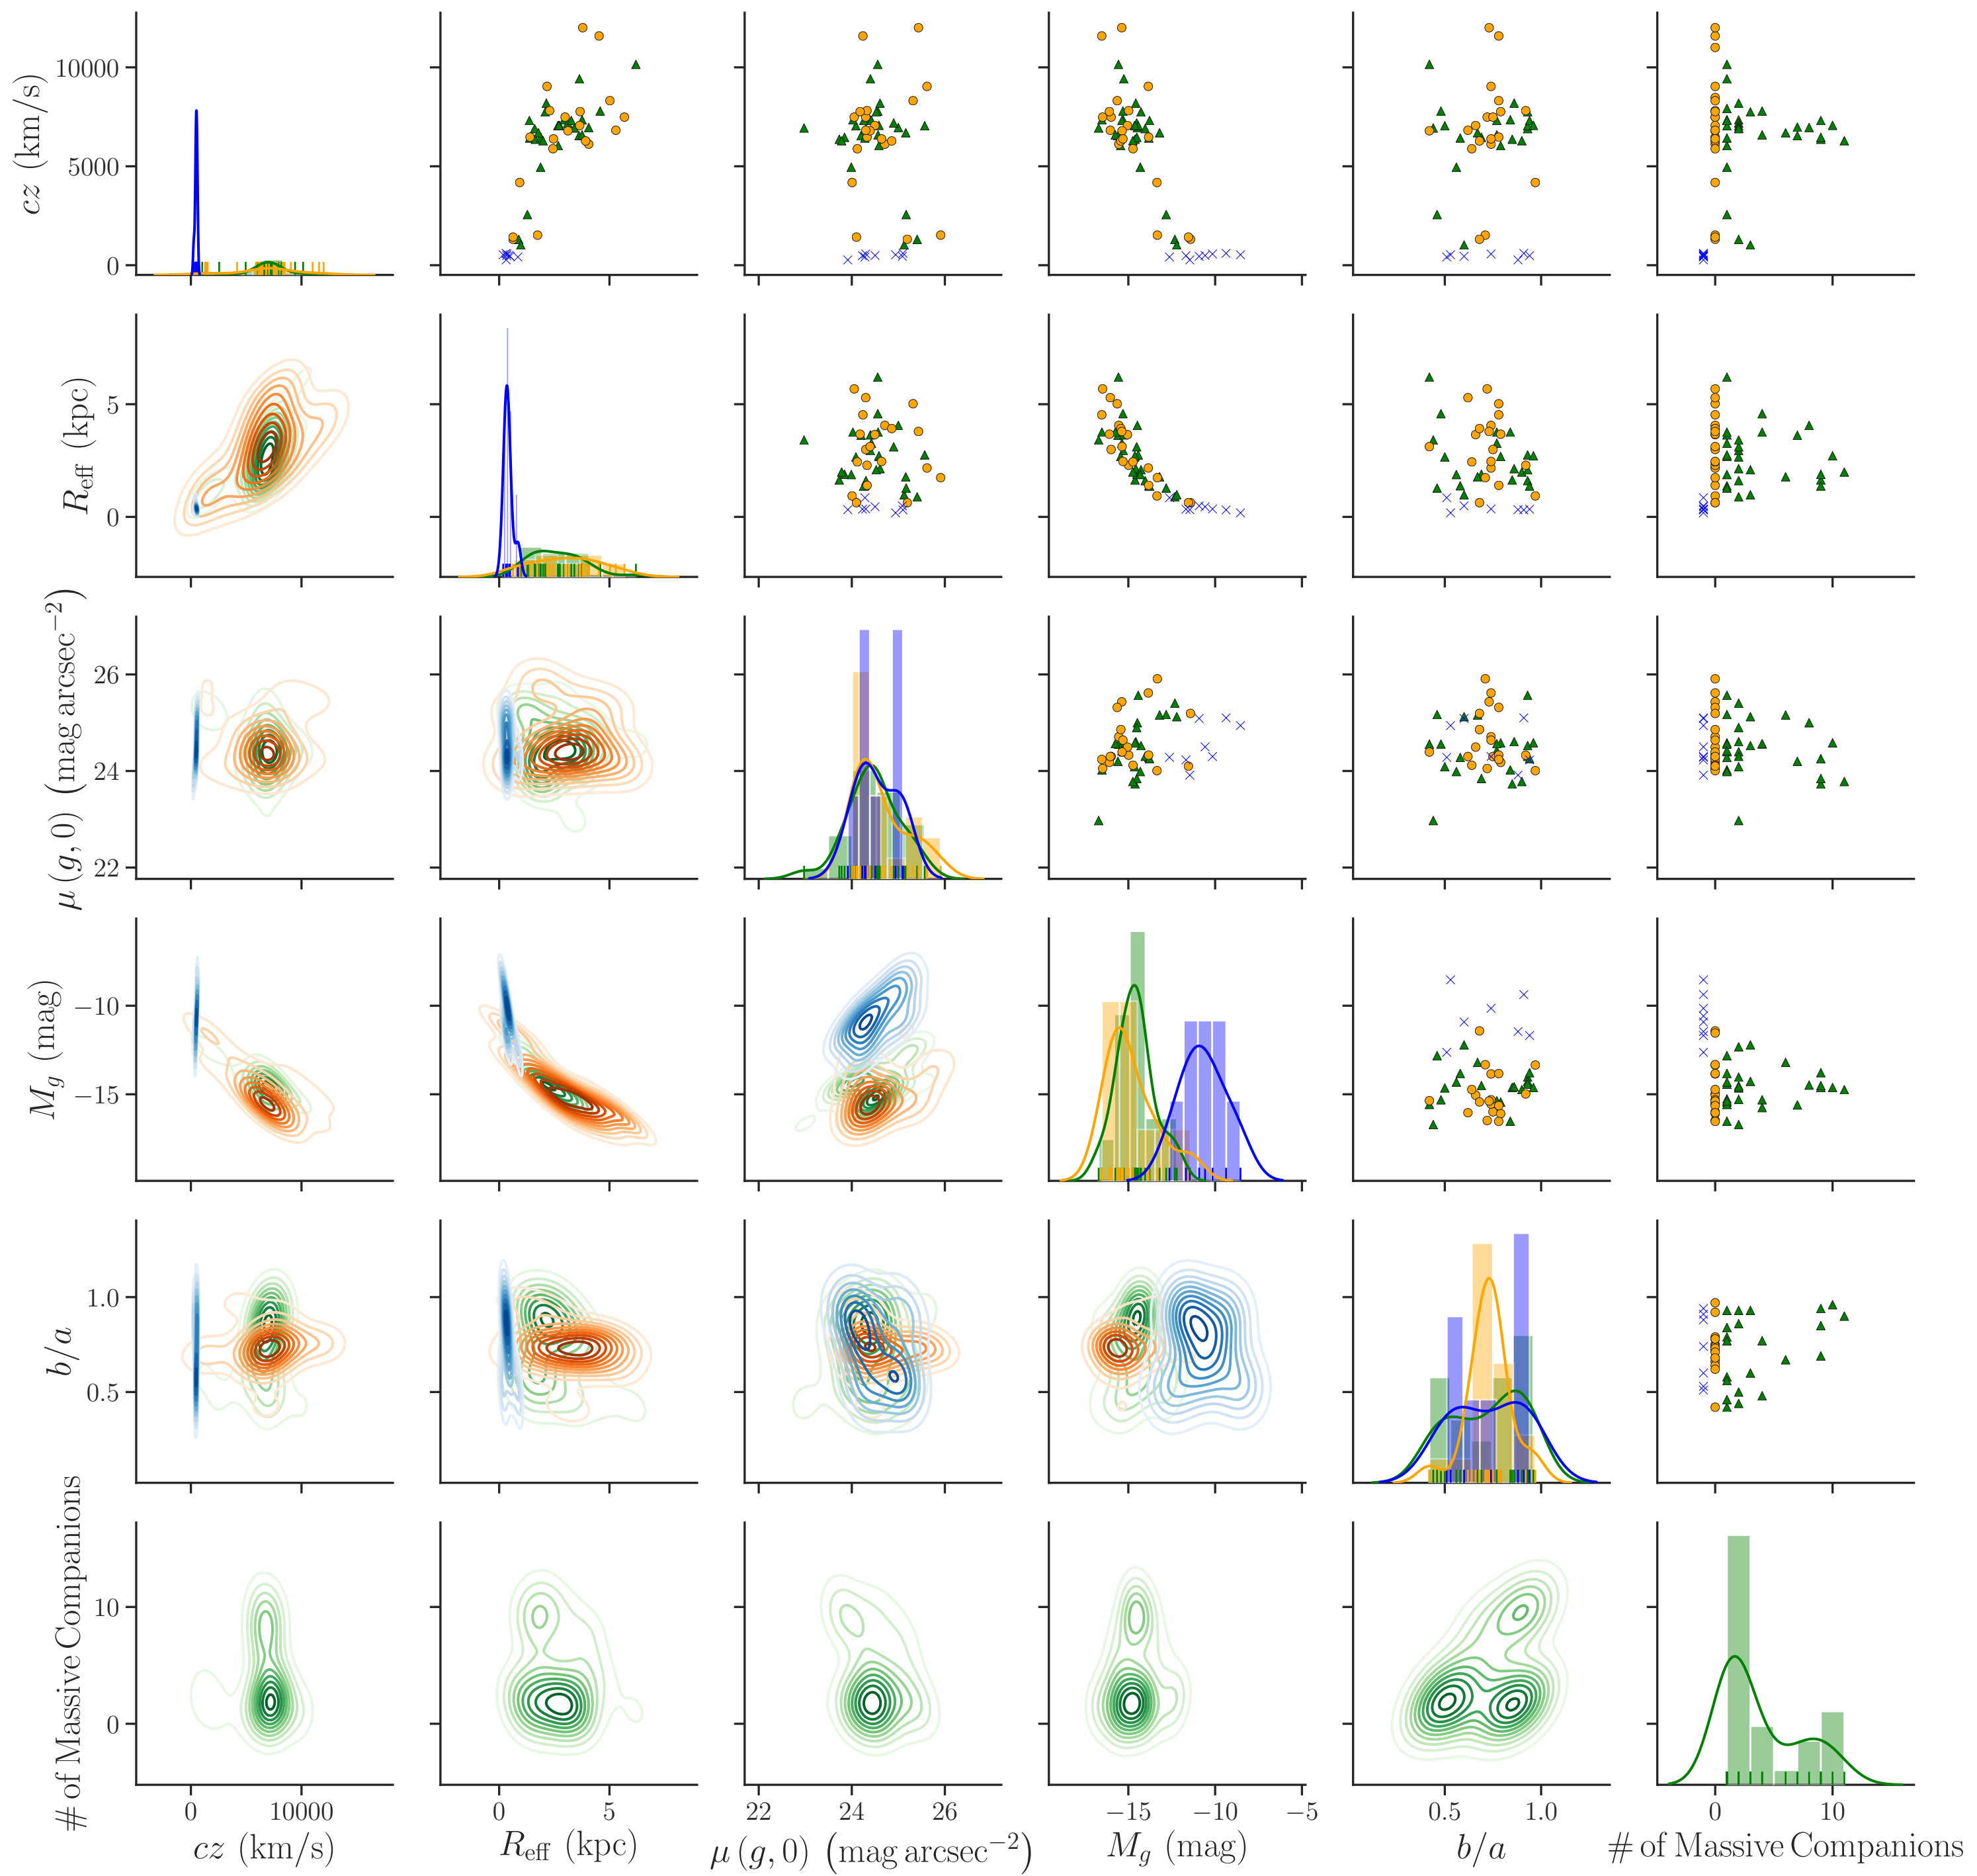 10000
5000
0
cz (km/s)
5
0
R_eff (kpc)
26
24
22
μ(g,0) (mag arcsec⁻²)
−10
−15
M_g (mag)
1.0
0.5
b/a
10
0
# of Massive Companions
0 10000 0 5 22 24 26 −15 −10 −5 0.5 1.0 0 10
cz (km/s) R_eff (kpc) μ(g,0) (mag arcsec⁻²) M_g (mag) b/a # of Massive Companions